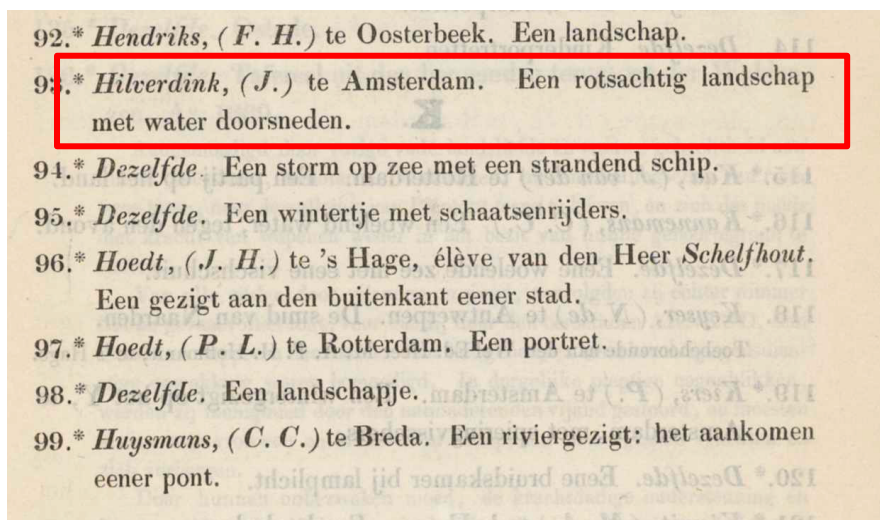 92.* Hendriks, (F. H.) te Oosterbeek. Een landschap.
93.* Hilverdink, (J.) te Amsterdam. Een rotsachtig landschap
met water doorsneden.
94.* Dezelfde. Een storm op zee met een strandend schip.
95.* Dezelfde. Een wintertje met schaatsenrijders.
96.* Hoedt, (J. H.) te 's Hage, élève van den Heer Schelfhout.
Een gezigt aan den buitenkant eener stad.
97.* Hoedt, (P. L.) te Rotterdam. Een portret.
98.* Dezelfde. Een landschapje.
99.* Huysmans, (C. C.) te Breda. Een riviergezigt: het aankomen
eener pont.